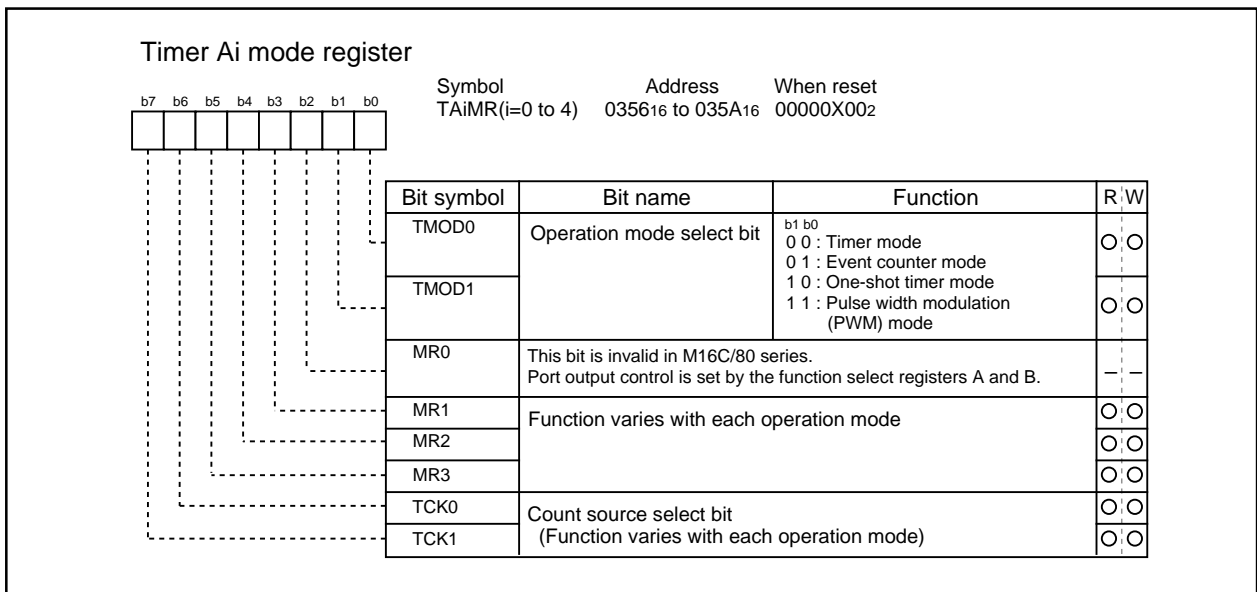 Timer Ai mode register
Symbol Address When reset
TAiMR(i=0 to 4) 035616 to 035A16 00000X002
b7 b6 b5 b4 b3 b2 b1 b0
Bit symbol Bit name Function R W
TMOD0 Operation mode select bit b1 b0
0 0 : Timer mode
0 1 : Event counter mode
TMOD1 1 0 : One-shot timer mode
1 1 : Pulse width modulation
(PWM) mode
MR0 This bit is invalid in M16C/80 series.
Port output control is set by the function select registers A and B. – –
MR1 Function varies with each operation mode
MR2
MR3
TCK0 Count source select bit
TCK1 (Function varies with each operation mode)